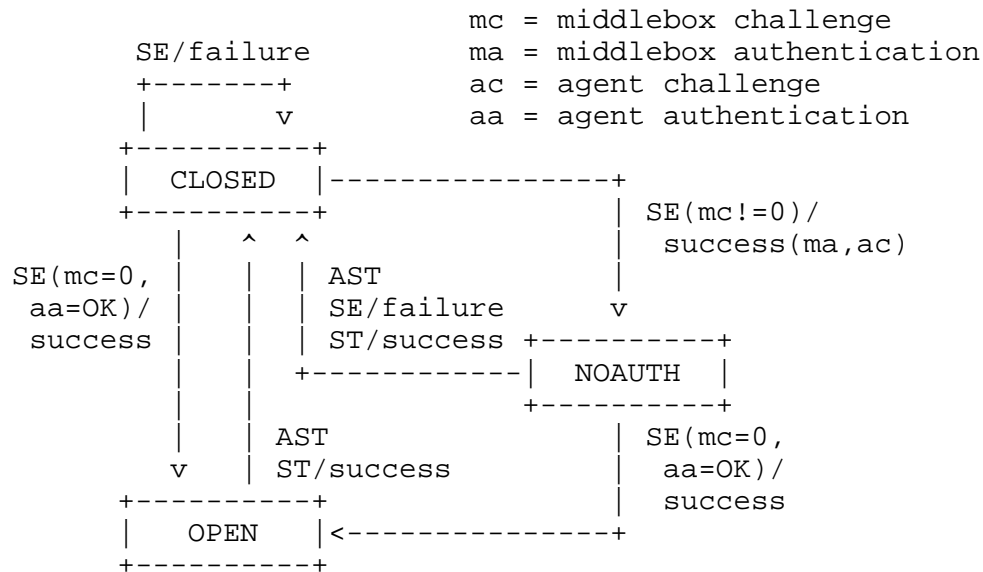 mc = middlebox challenge
SE/failure ma = middlebox authentication
ac = agent challenge
aa = agent authentication
CLOSED
SE(mc!=0)/
success(ma,ac)
SE(mc=0, AST
aa=OK)/ SE/failure
success ST/success
NOAUTH
AST SE(mc=0,
ST/success aa=OK)/
success
OPEN